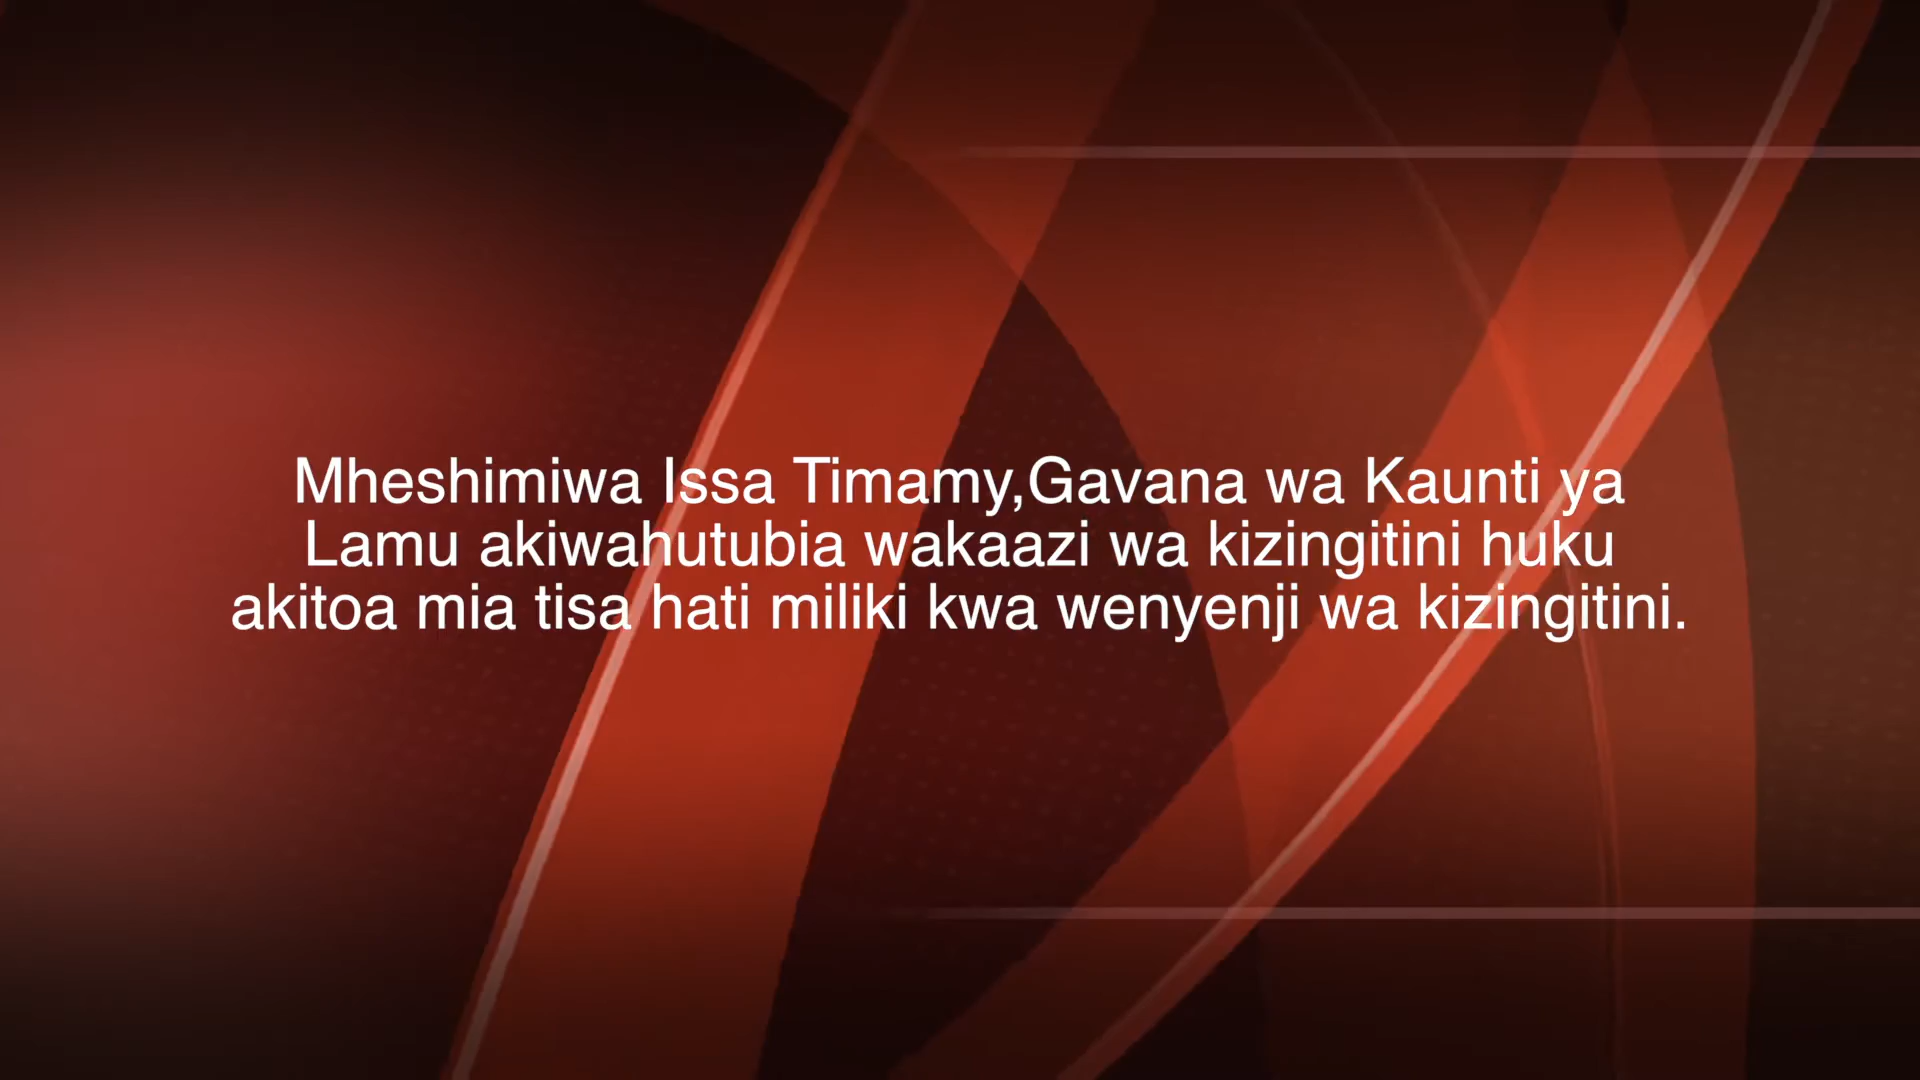 Mheshimiwa Issa Timamy,Gavana wa Kaunti ya
Lamu akiwahutubia wakaazi wa kizingitini huku
akitoa mia tisa hati miliki kwa wenyenji wa kizingitini.